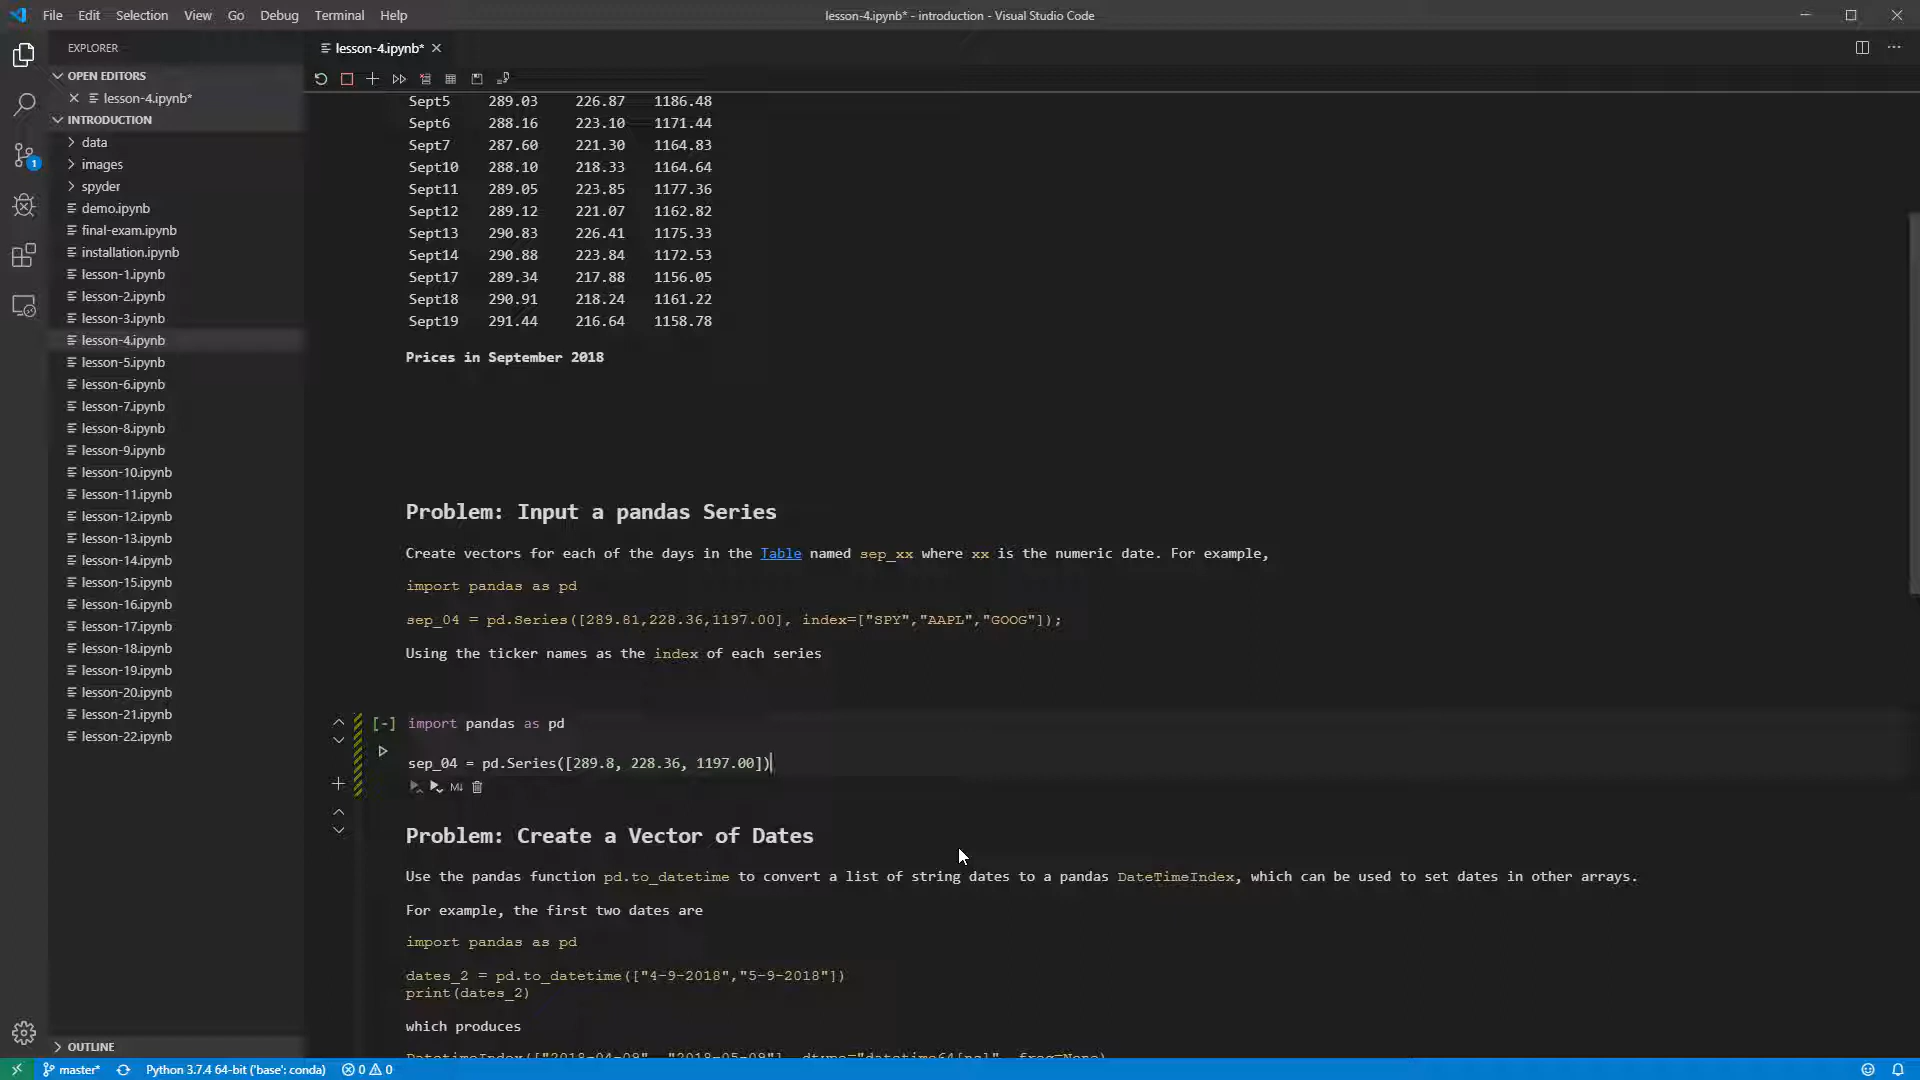 File Edit Selection View Go Debug Terminal Help
lesson-4.ipynb* - introduction - Visual Studio Code
EXPLORER
OPEN EDITORS
lesson-4.ipynb*
INTRODUCTION
data
images
spyder
demo.ipynb
final-exam.ipynb
installation.ipynb
lesson-1.ipynb
lesson-2.ipynb
lesson-3.ipynb
lesson-4.ipynb
lesson-5.ipynb
lesson-6.ipynb
lesson-7.ipynb
lesson-8.ipynb
lesson-9.ipynb
lesson-10.ipynb
lesson-11.ipynb
lesson-12.ipynb
lesson-13.ipynb
lesson-14.ipynb
lesson-15.ipynb
lesson-16.ipynb
lesson-17.ipynb
lesson-18.ipynb
lesson-19.ipynb
lesson-20.ipynb
lesson-21.ipynb
lesson-22.ipynb
OUTLINE
1
lesson-4.ipynb*
Sept5 289.03 226.87 1186.48
Sept6 288.16 223.10 1171.44
Sept7 287.60 221.30 1164.83
Sept10 288.10 218.33 1164.64
Sept11 289.05 223.85 1177.36
Sept12 289.12 221.07 1162.82
Sept13 290.83 226.41 1175.33
Sept14 290.88 223.84 1172.53
Sept17 289.34 217.88 1156.05
Sept18 290.91 218.24 1161.22
Sept19 291.44 216.64 1158.78
Prices in September 2018
Problem: Input a pandas Series
Create vectors for each of the days in the Table named sep_xx where xx is the numeric date. For example,
import pandas as pd
sep_04 = pd.Series([289.81,228.36,1197.00], index=["SPY","AAPL","GOOG"]);
Using the ticker names as the index of each series
[-] import pandas as pd
sep_04 = pd.Series([289.8, 228.36, 1197.00])
M↓
Problem: Create a Vector of Dates
Use the pandas function pd.to_datetime to convert a list of string dates to a pandas DateTimeIndex, which can be used to set dates in other arrays.
For example, the first two dates are
import pandas as pd
dates_2 = pd.to_datetime(["4-9-2018","5-9-2018"])
print(dates_2)
which produces
DatetimeIndex(["2018-04-09", "2018-05-09"], dtype="datetime64[ns]", freq=None)
master* Python 3.7.4 64-bit ('base': conda) 0 0